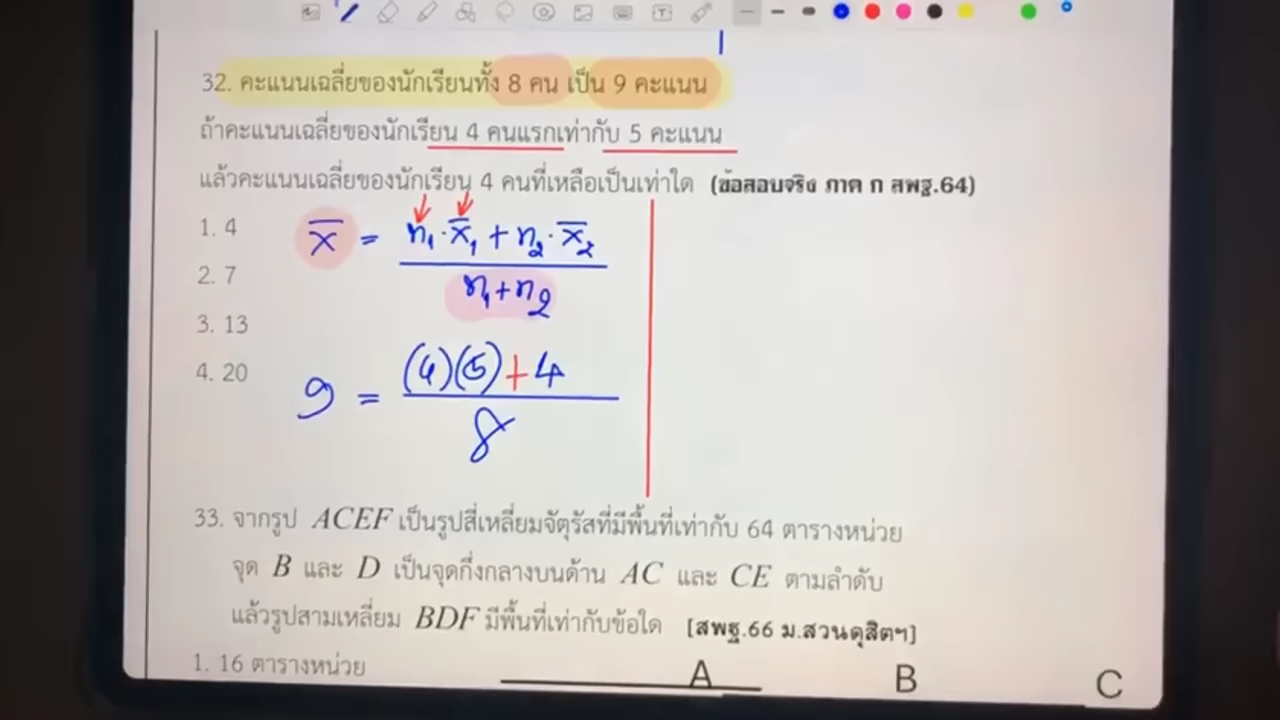 32. คะแนนเฉลี่ยของนักเรียนทั้ง 8 คน เป็น 9 คะแนน
ถ้าคะแนนเฉลี่ยของนักเรียน 4 คนแรกเท่ากับ 5 คะแนน
แล้วคะแนนเฉลี่ยของนักเรียน 4 คนที่เหลือเป็นเท่าใด (ข้อสอบจริง ภาค ก สพฐ.64)
1. 4
2. 7
3. 13
4. 20
x̄ = n₁·x̄₁ + n₂·x̄₂
n₁+n₂
9 = (4)(5)+4
8
33. จากรูป ACEF เป็นรูปสี่เหลี่ยมจัตุรัสที่มีพื้นที่เท่ากับ 64 ตารางหน่วย
จุด B และ D เป็นจุดกึ่งกลางบนด้าน AC และ CE ตามลำดับ
แล้วรูปสามเหลี่ยม BDF มีพื้นที่เท่ากับข้อใด [สพฐ.66 ม.สวนดุสิตฯ]
1. 16 ตารางหน่วย
A B C